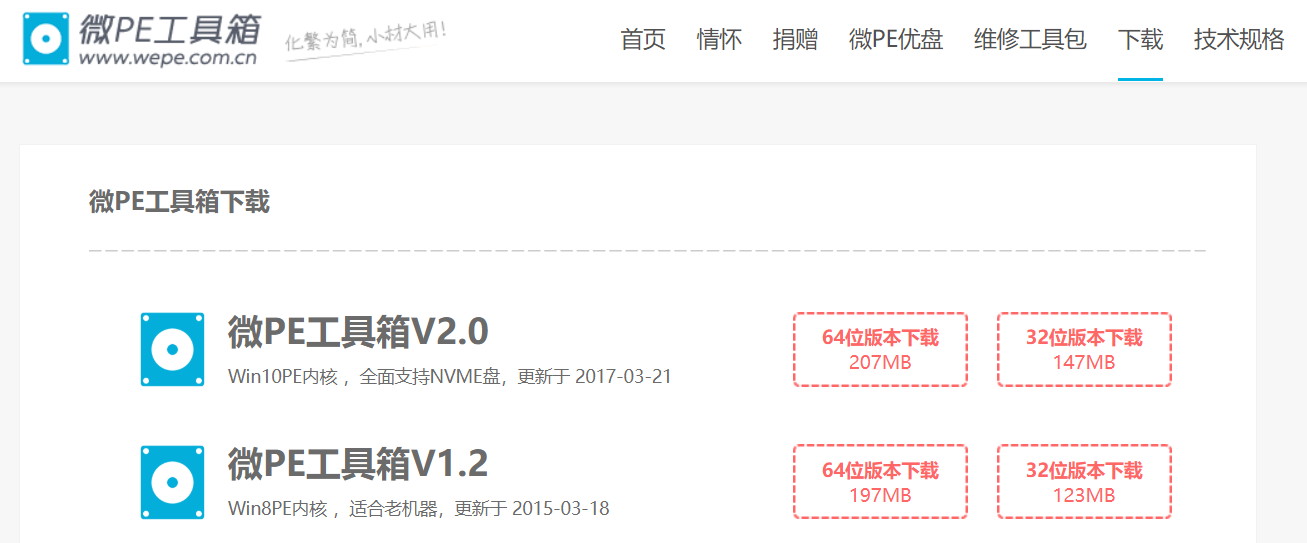 微PE工具箱
www.wepe.com.cn
化繁为简,小材大用!
首页 情怀 捐赠 微PE优盘 维修工具包 下载 技术规格
微PE工具箱下载
微PE工具箱V2.0
Win10PE内核 ，全面支持NVME盘，更新于 2017-03-21
64位版本下载
207MB
32位版本下载
147MB
微PE工具箱V1.2
Win8PE内核 ，适合老机器，更新于 2015-03-18
64位版本下载
197MB
32位版本下载
123MB